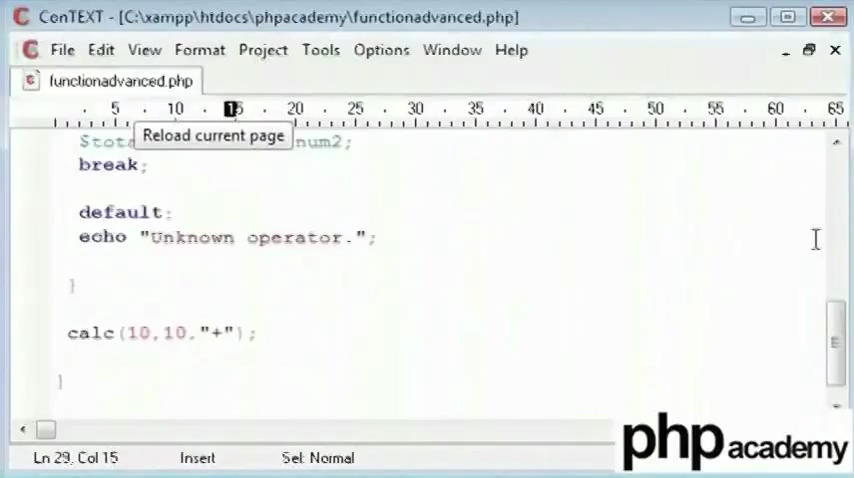 ConTEXT - [C:\xampp\htdocs\phpacademy\functionadvanced.php]
File Edit View Format Project Tools Options Window Help
functionadvanced.php
5 10 15 20 25 30 35 40 45 50 55 60 65
Reload current page
num2;
break;
default:
echo "Unknown operator.";
}
calc(10,10,"+");
}
Ln 29, Col 15 Insert Sel: Normal
php academy